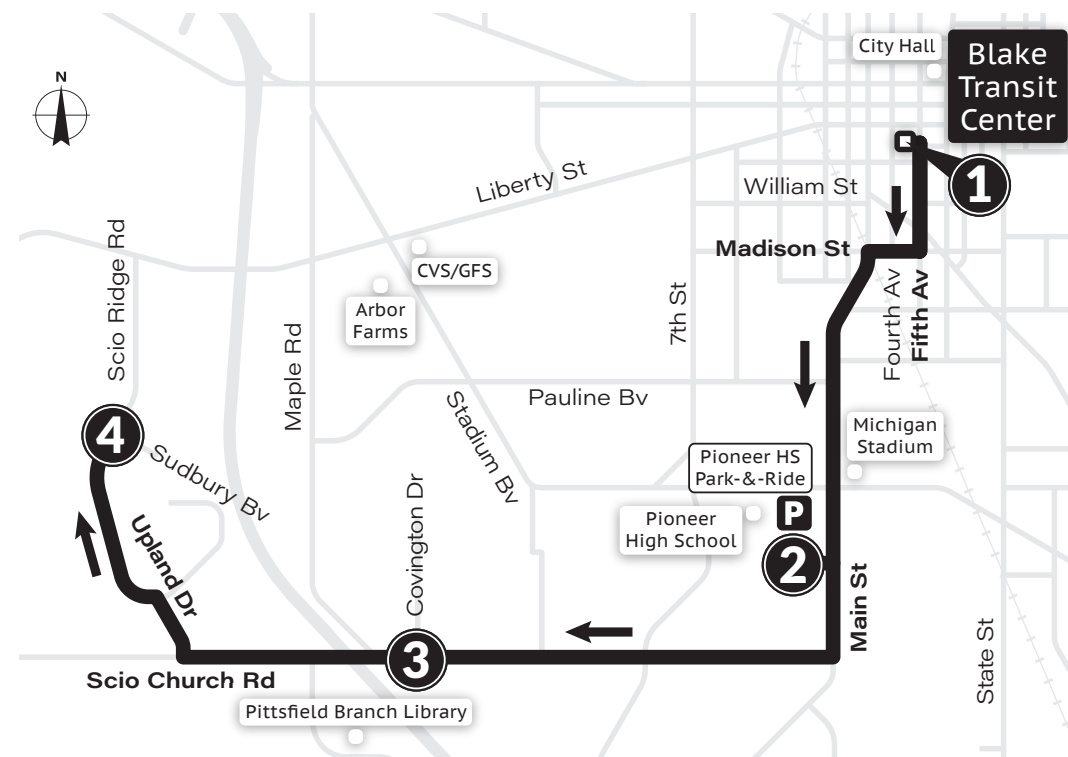 City Hall
Blake
Transit
Center
N
1
William St
Liberty St
Madison St
Scio Ridge Rd
CVS/GFS
Arbor
Farms
Maple Rd
7th St
Fourth Av
Fifth Av
Pauline Bv
Stadium Bv
Michigan
Stadium
4
Sudbury Bv
Pioneer HS
Park-&-Ride
P
Pioneer
High School
Covington Dr
Upland Dr
2
Main St
State St
3
Scio Church Rd
Pittsfield Branch Library